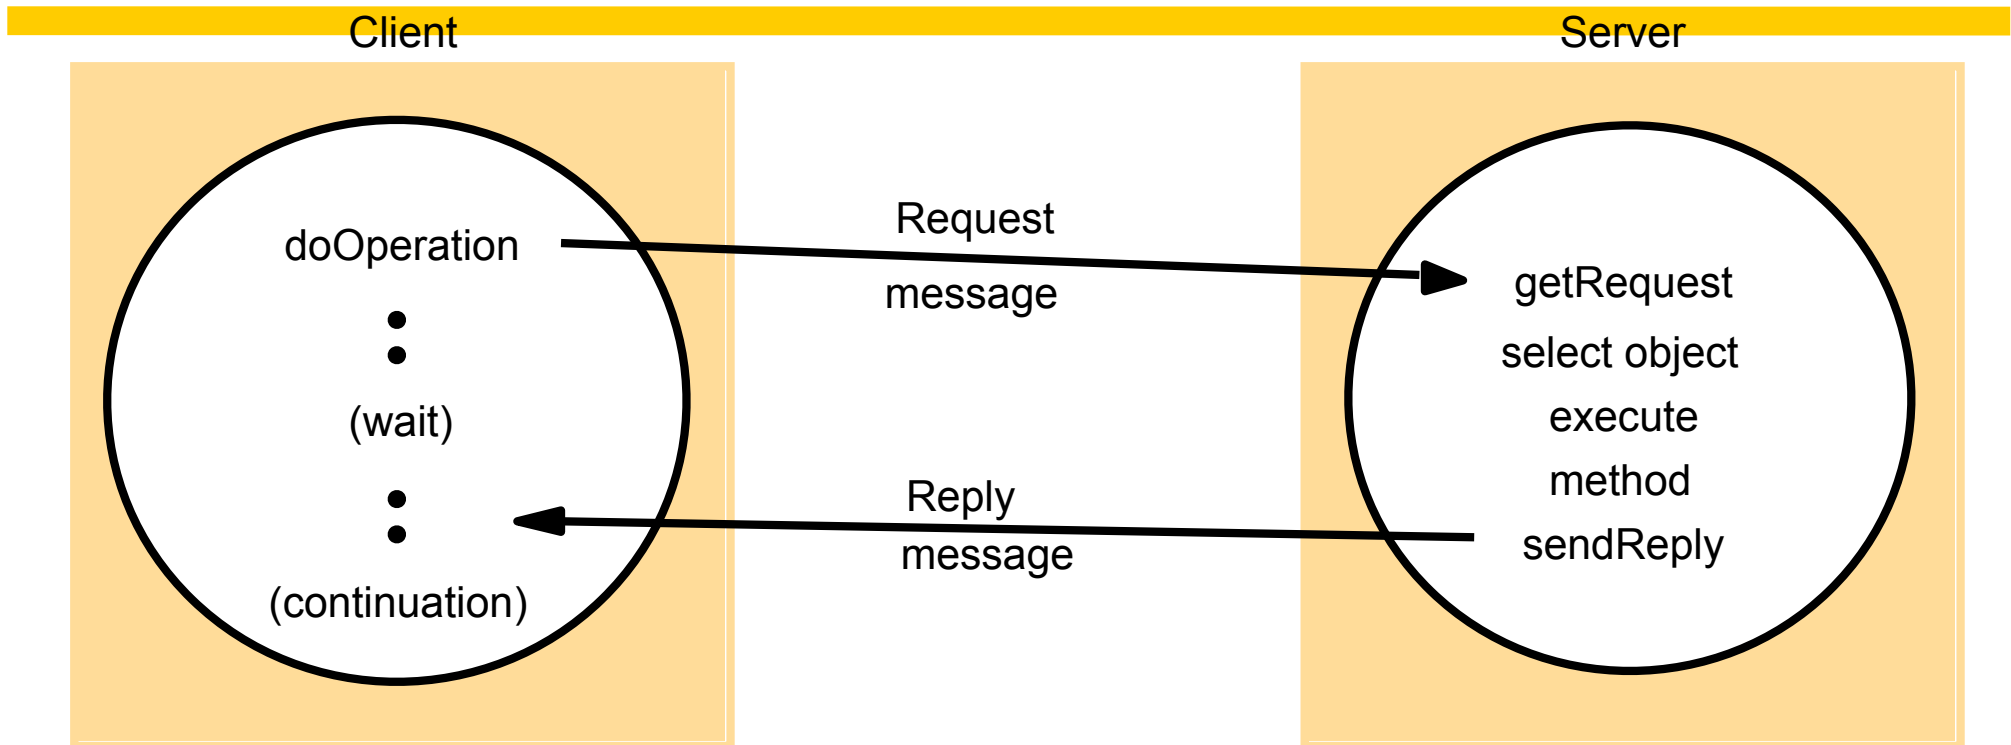 Client
Server
doOperation
(wait)
(continuation)
Request
message
Reply
message
getRequest
select object
execute
method
sendReply